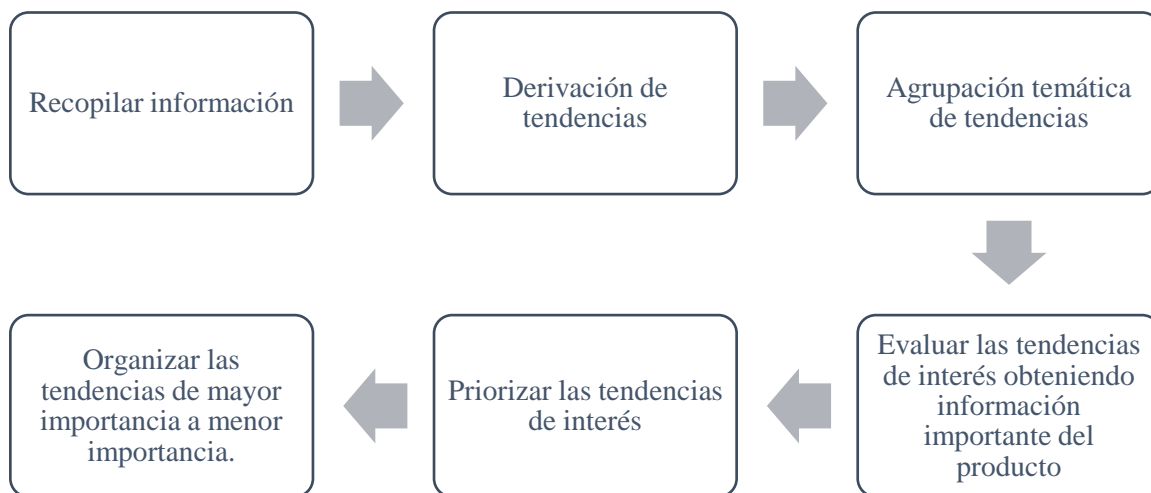 Recopilar información
Derivación de
tendencias
Agrupación temática
de tendencias
Evaluar las tendencias
de interés obteniendo
información
importante del
producto
Priorizar las tendencias
de interés
Organizar las
tendencias de mayor
importancia a menor
importancia.